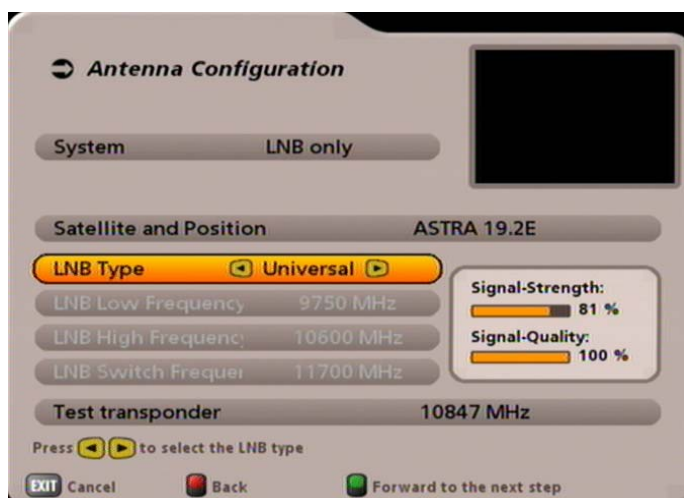 Antenna Configuration
System LNB only
Satellite and Position ASTRA 19.2E
LNB Type Universal
LNB Low Frequency 9750 MHz
LNB High Frequenc 10600 MHz
LNB Switch Frequer 11700 MHz
Signal-Strength:
81 %
Signal-Quality:
100 %
Test transponder 10847 MHz
Press to select the LNB type
EXIT Cancel Back Forward to the next step